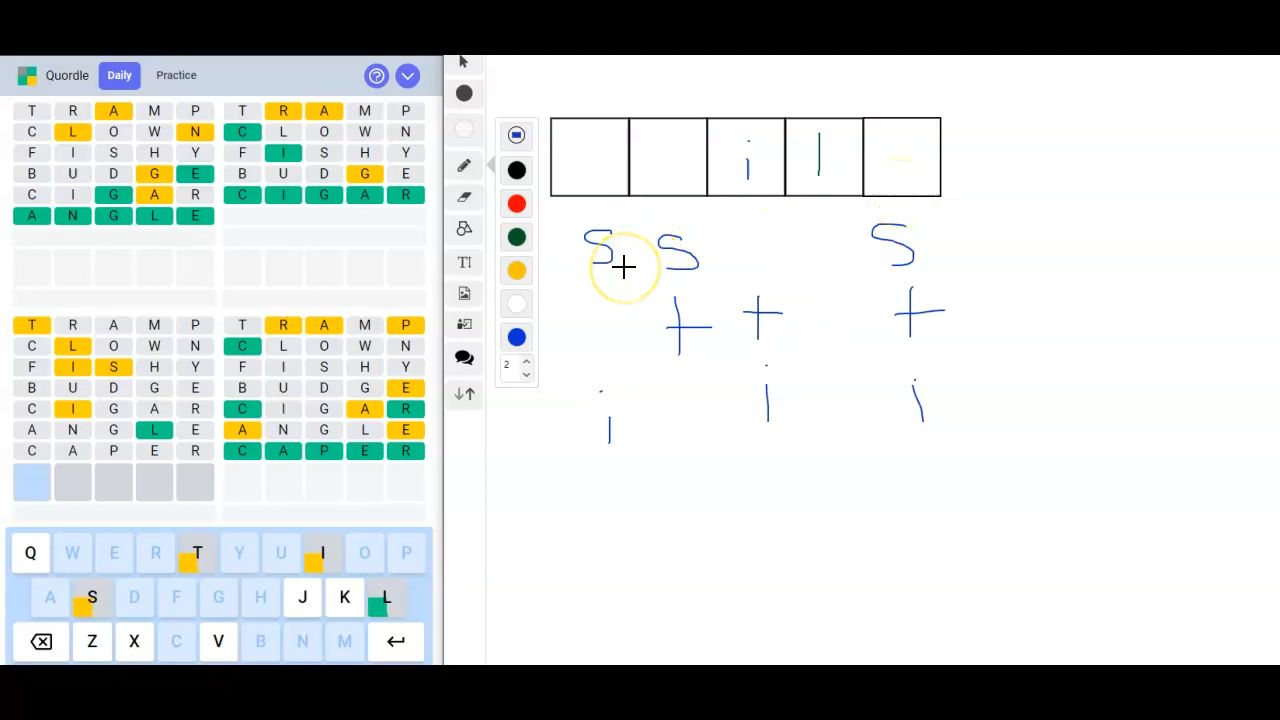 Quordle Daily Practice
T R A M P T R A M P
C L O W N C L O W N
F I S H Y F I S H Y
B U D G E B U D G E
C I G A R C I G A R
A N G L E
T R A M P T R A M P
C L O W N C L O W N
F I S H Y F I S H Y
B U D G E B U D G E
C I G A R C I G A R
A N G L E A N G L E
C A P E R C A P E R
Q W E R T Y U I O P
A S D F G H J K L
Z X C V B N M
T
2
i l
S S S
t t t
i i i